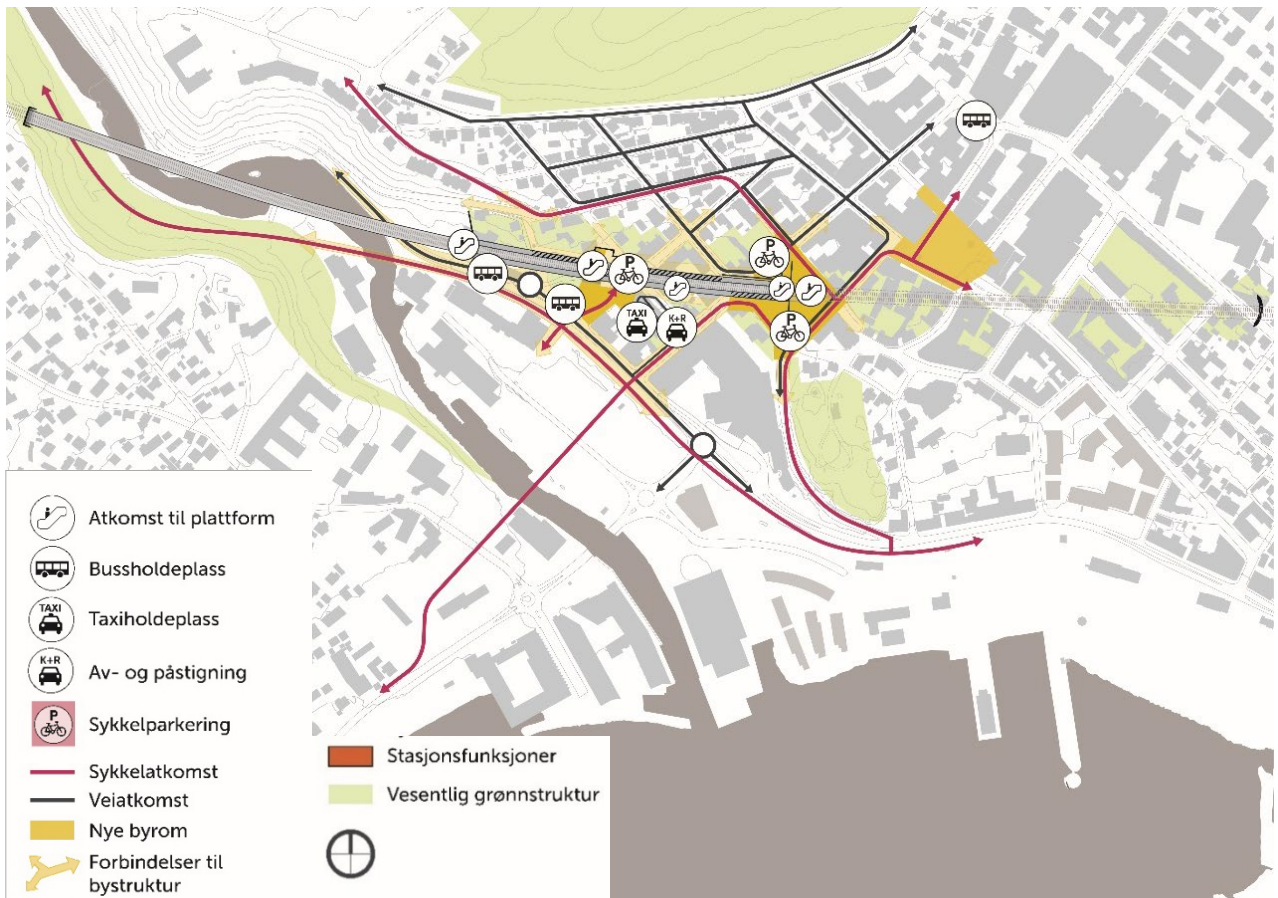 P
P
TAXI
K+R
P
Atkomst til plattform
Bussholdeplass
TAXI
Taxiholdeplass
K+R
Av- og påstigning
P
Sykkelparkering
Sykkelatkomst
Veiatkomst
Nye byrom
Forbindelser til
bystruktur
Stasjonsfunksjoner
Vesentlig grønnstruktur